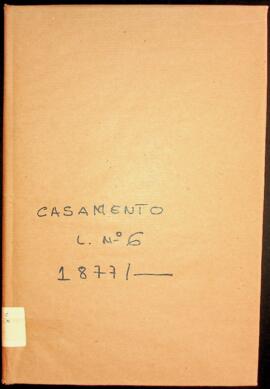 CASAMENTO
L. Nº 6
1877/—